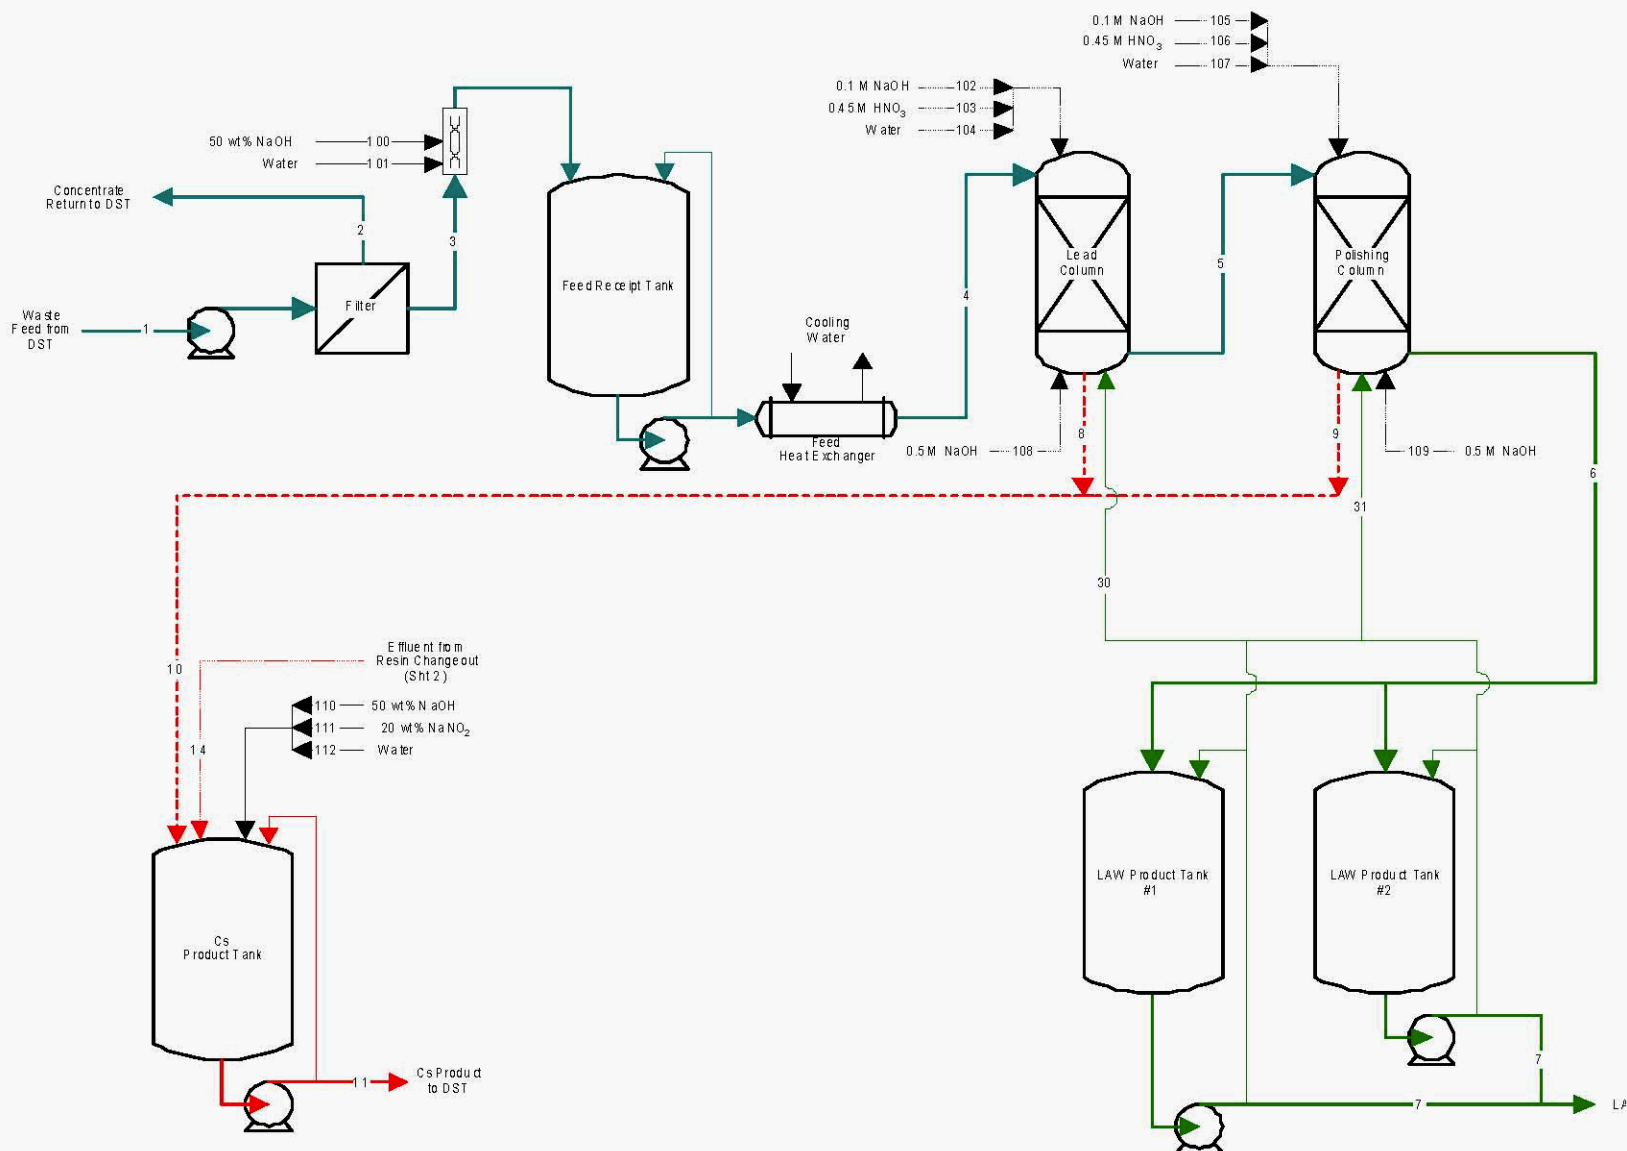 0.1 M NaOH 105
0.45 M HNO3 106
Water 107
0.1 M NaOH 102
0.45 M HNO3 103
Water 104
50 wt% NaOH 100
Water 101
Concentrate
Return to DST
2
3
Waste
Feed from
DST
1
Filter
Feed Receipt Tank
Cooling
Water
Feed
Heat Exchanger
4
Lead
Column
5
Polishing
Column
0.5 M NaOH 108
8
9
109 0.5 M NaOH
6
31
30
10
Effluent from
Resin Changeout
(Sht 2)
14
110 50 wt% NaOH
111 20 wt% NaNO2
112 Water
Cs
Product Tank
11
Cs Product
to DST
LAW Product Tank
#1
LAW Product Tank
#2
7
7